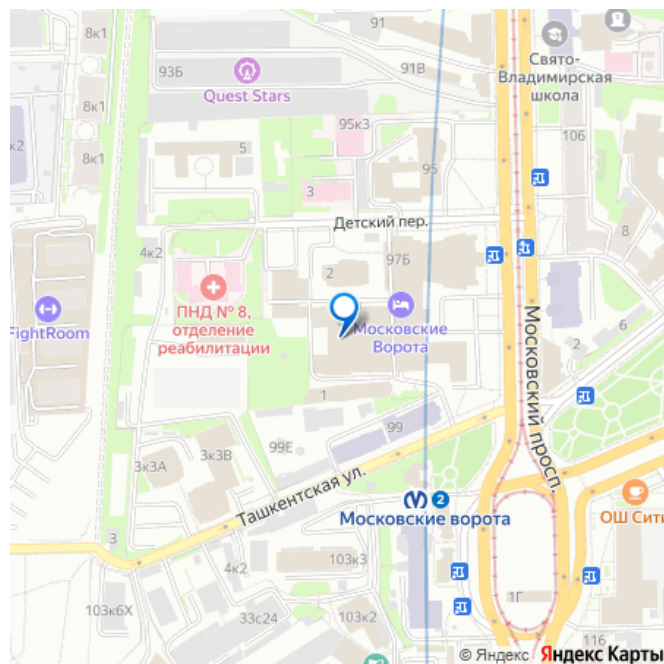 8к1
93Б
Quest Stars
91В
Свято-
Владимирская
школа
8к1
к2
8к1
95к3
106
5
95
3
Детский пер.
4к2
97Б
8
2
ПНД № 8,
отделение
реабилитации
FightRoom
Московские
Ворота
6
2
Московский просп.
1
99
99Е
3к3А
3к3В
Ташкентская ул.
2
Московские ворота
ОШ Сити
3
103к3
4к2
1Г
103к6Х
33с24
103к2
116
© Яндекс Яндекс Карты